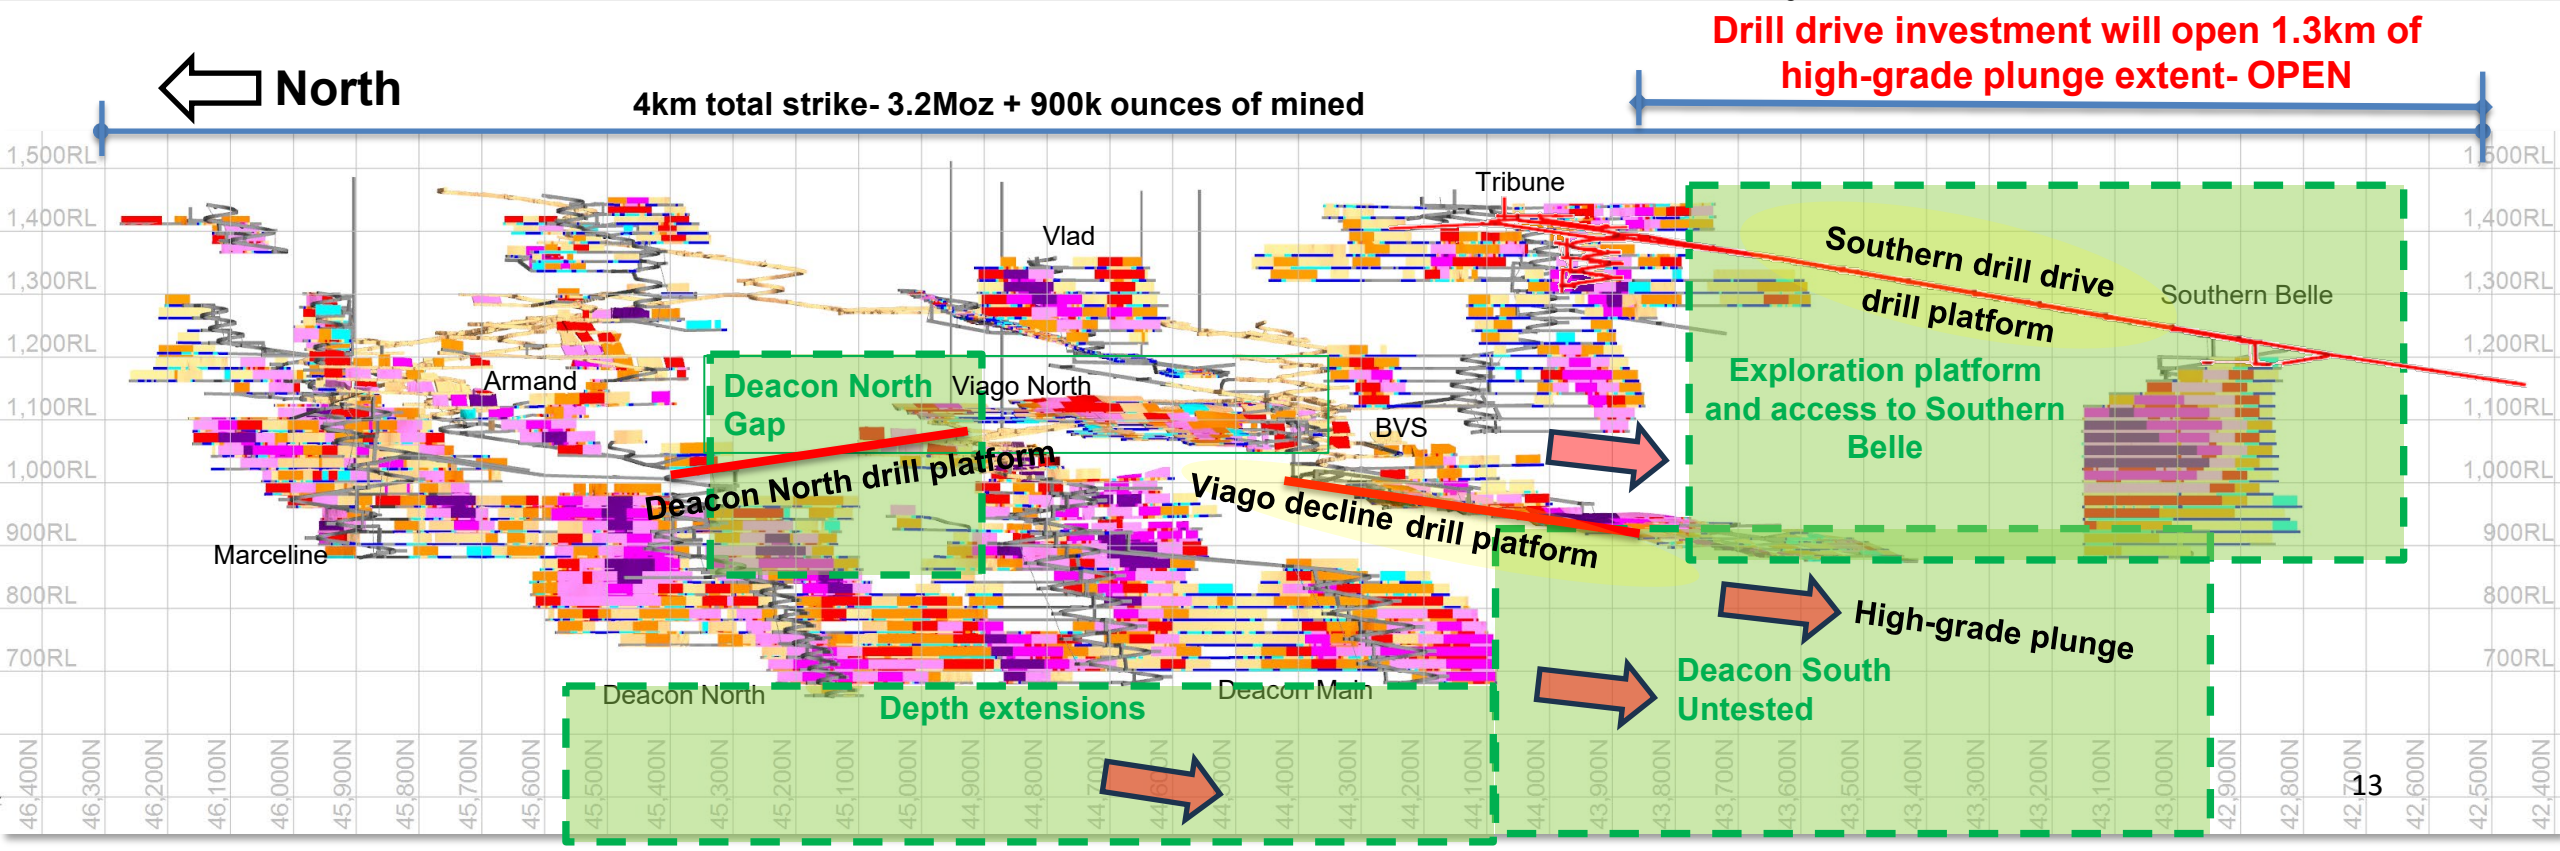 Drill drive investment will open 1.3km of
high-grade plunge extent- OPEN
North
4km total strike- 3.2Moz + 900k ounces of mined
1,500RL
1,500RL
Tribune
1,400RL
1,400RL
Vlad
Southern drill drive
drill platform
1,300RL
Southern Belle
1,300RL
1,200RL
1,200RL
Armand
Deacon North
Gap
Viago North
Exploration platform
and access to Southern
Belle
1,100RL
1,100RL
BVS
1,000RL
1,000RL
Deacon North drill platform
Viago decline drill platform
900RL
900RL
Marceline
800RL
800RL
High-grade plunge
700RL
700RL
Deacon South
Untested
Deacon North
Depth extensions
Deacon Main
46,400N
46,300N
46,200N
46,100N
46,000N
45,900N
45,800N
45,700N
45,600N
45,500N
45,400N
45,300N
45,200N
45,100N
45,000N
44,900N
44,800N
44,700N
44,600N
44,500N
44,400N
44,300N
44,200N
44,100N
44,000N
43,900N
43,800N
43,700N
43,600N
43,500N
43,400N
43,300N
43,200N
43,100N
43,000N
42,900N
42,800N
42,700N
42,600N
42,500N
42,400N
13